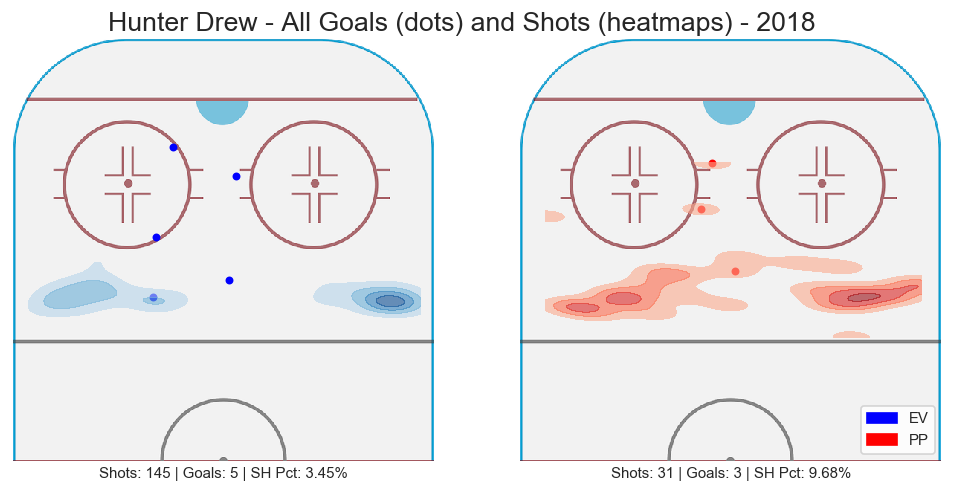 Hunter Drew - All Goals (dots) and Shots (heatmaps) - 2018
EV
PP
Shots: 145 | Goals: 5 | SH Pct: 3.45%
Shots: 31 | Goals: 3 | SH Pct: 9.68%